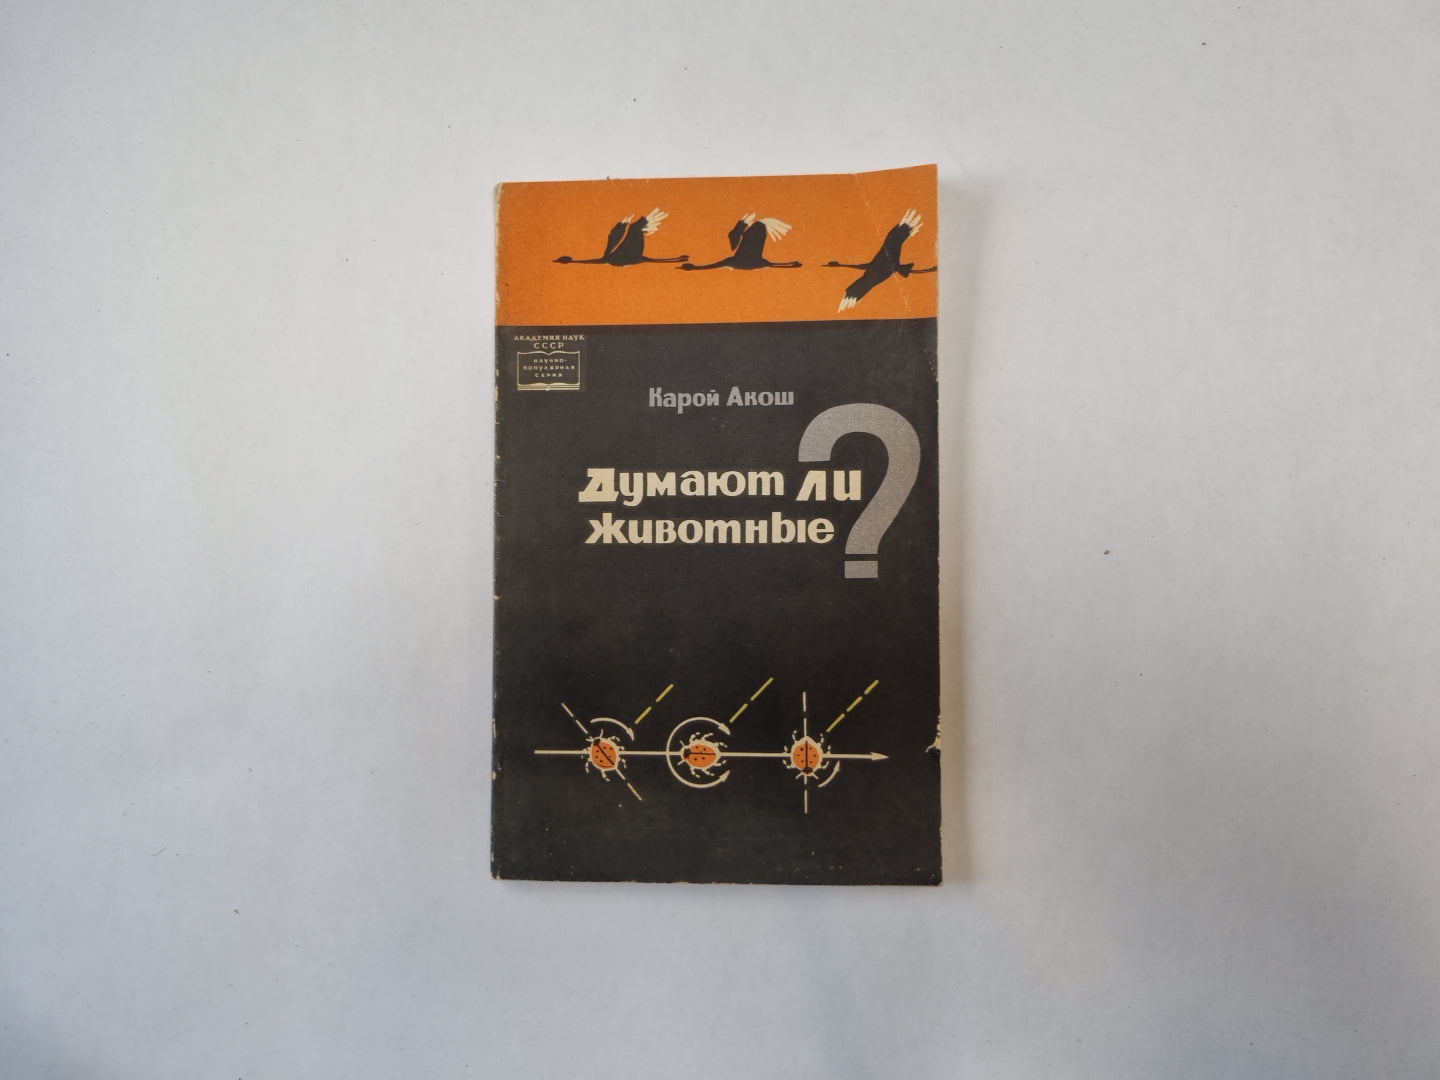 АКАДЕМИЯ НАУК
СССР
НАУЧНО-
ПОПУЛЯРНАЯ
СЕРИЯ
Карой Акош
Думают ли
животные?